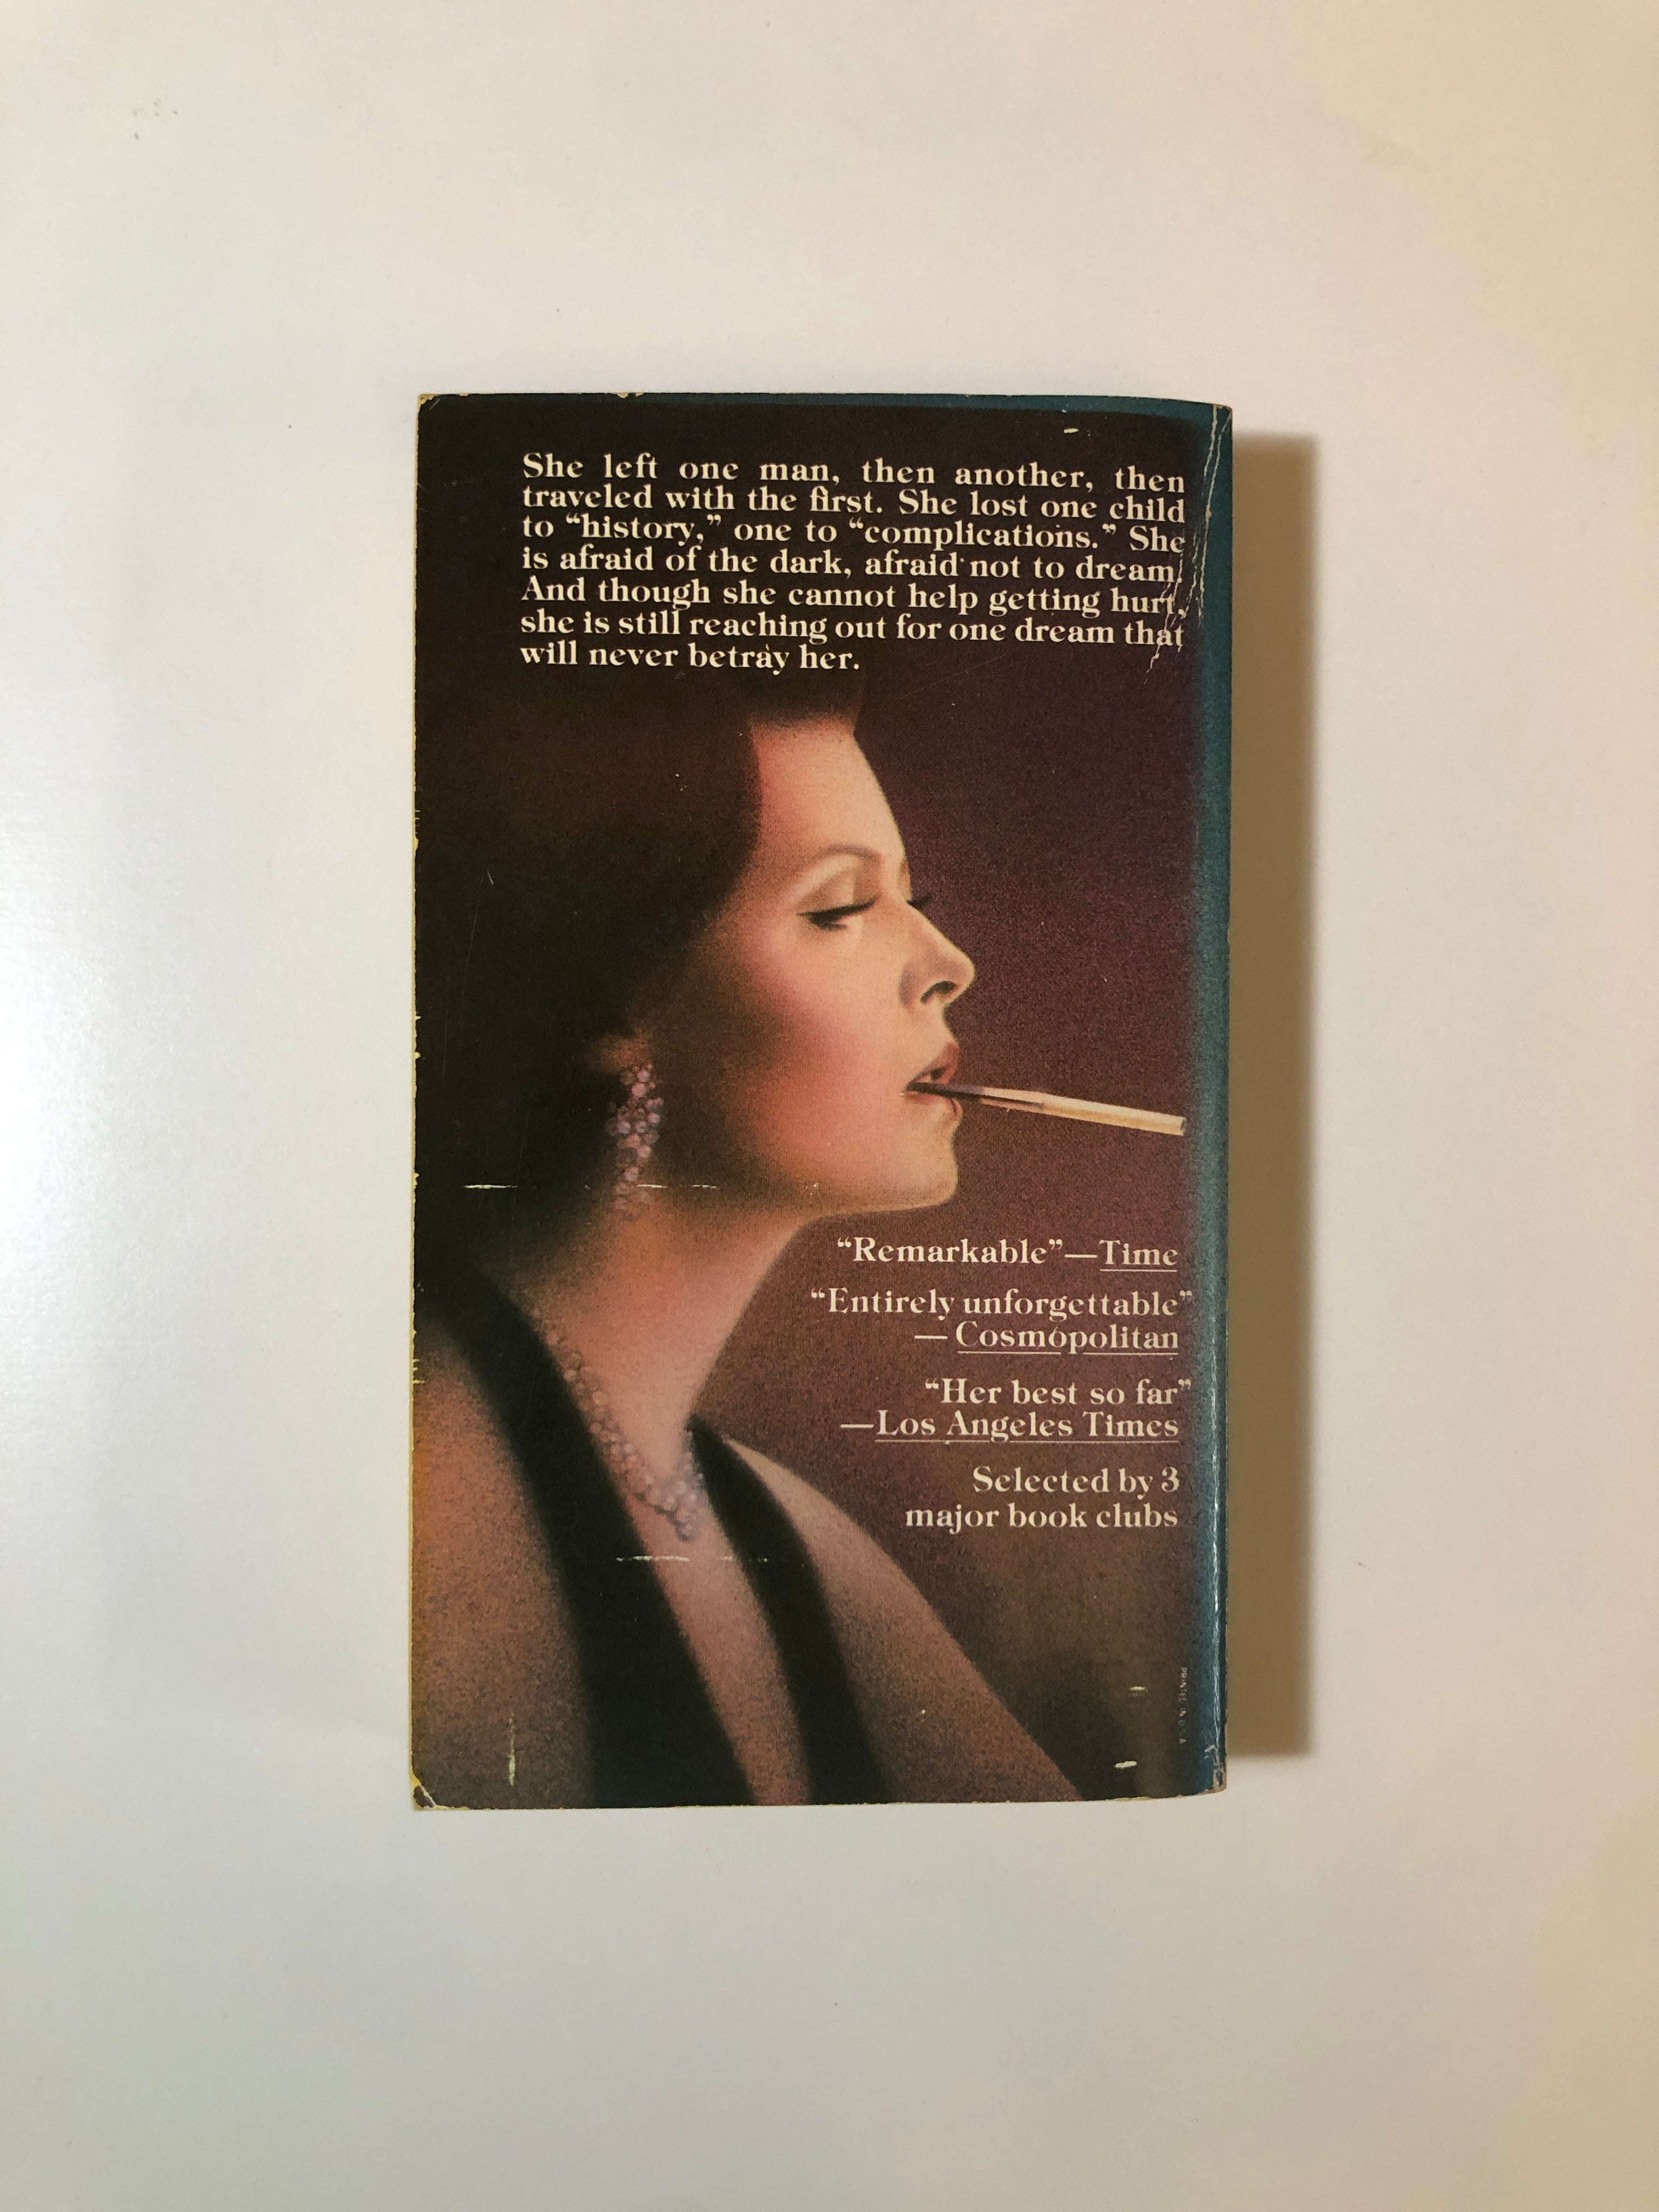 She left one man, then another, then
traveled with the first. She lost one child
to “history,” one to “complications.” She
is afraid of the dark, afraid not to dream.
And though she cannot help getting hurt,
she is still reaching out for one dream that
will never betray her.
“Remarkable”—Time
“Entirely unforgettable”
— Cosmopolitan
“Her best so far”
—Los Angeles Times
Selected by 3
major book clubs
IN U.S.A.